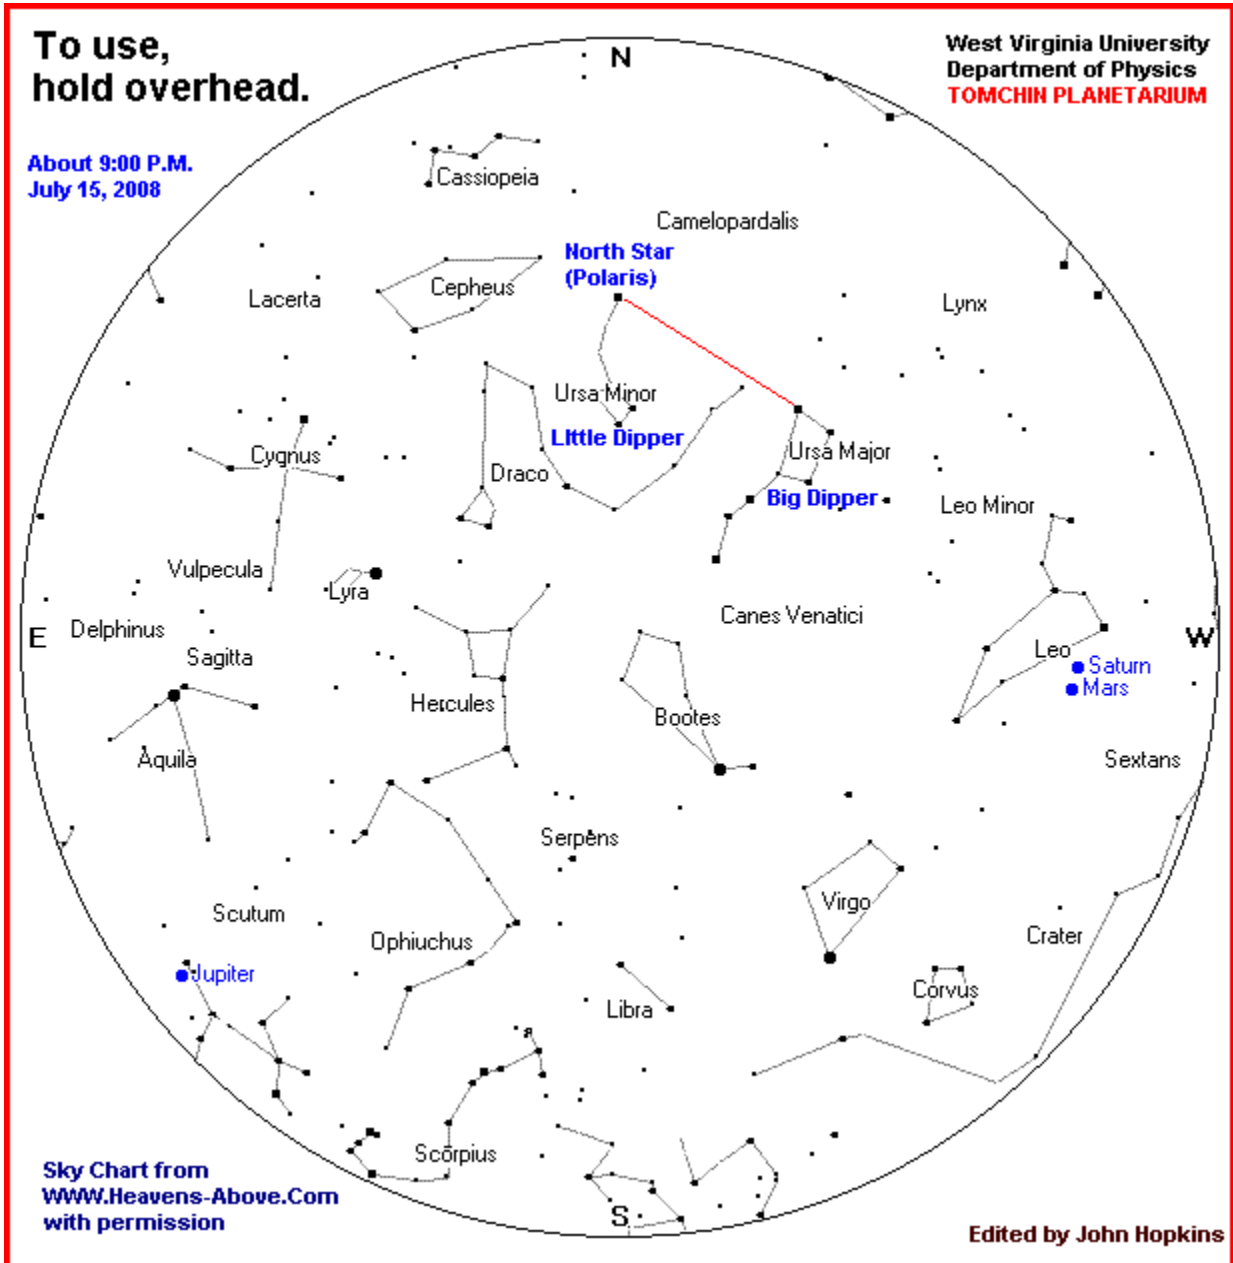 To use,
hold overhead.
West Virginia University
Department of Physics
TOMCHIN PLANETARIUM
About 9:00 P.M.
July 15, 2008
N
Cassiopeia
Camelopardalis
North Star
(Polaris)
Cepheus
Lacerta
Lynx
Ursa Minor
LIttle Dipper
Cygnus
Draco
Ursa Major
Big Dipper
Leo Minor
Vulpecula
Lyra
Canes Venatici
Delphinus
E
W
Sagitta
Leo
Saturn
Mars
Hercules
Bootes
Aquila
Sextans
Serpens
Virgo
Scutum
Ophiuchus
Crater
Jupiter
Corvus
Libra
Scorpius
S
Sky Chart from
WWW.Heavens-Above.Com
with permission
Edited by John Hopkins